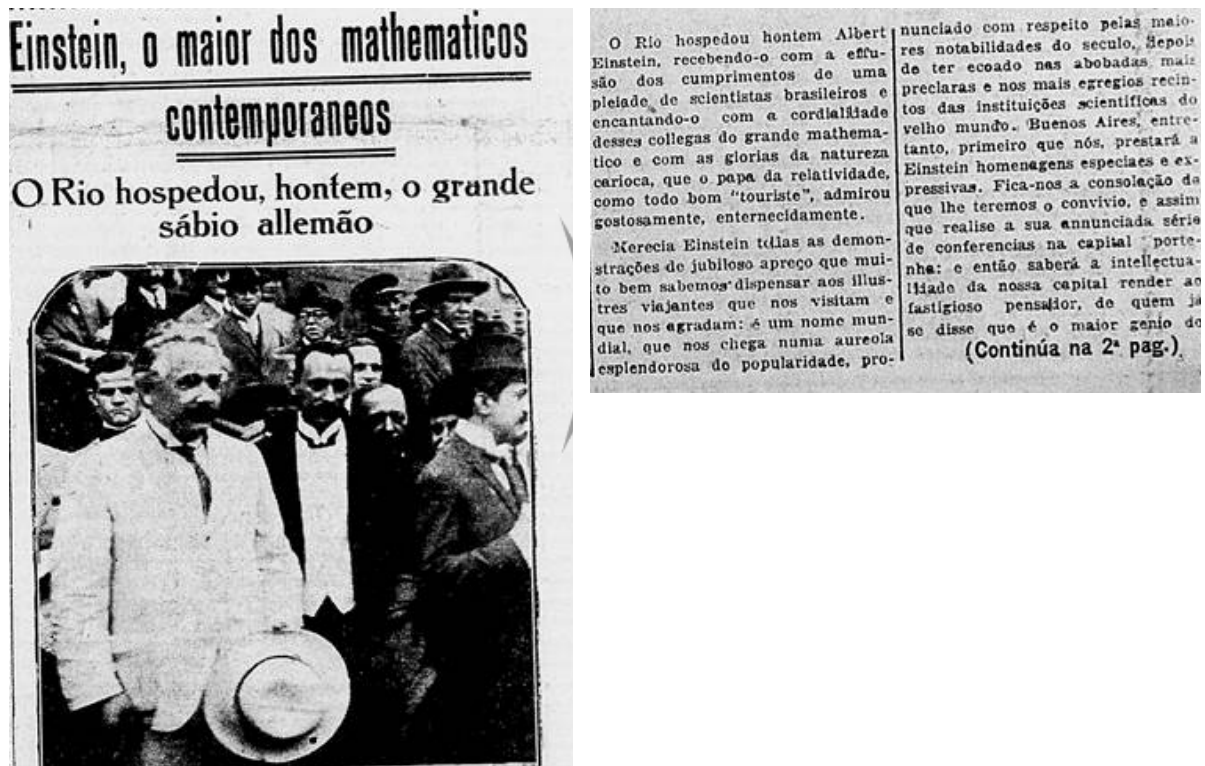 Einstein, o maior dos mathematicos
contemporaneos
O Rio hospedou, hontem, o grande
sábio allemão
O Rio hospedou hontem Albert
Einstein, recebendo-o com a effu-
são dos cumprimentos de uma
pleiade de scientistas brasileiros e
encantando-o com a cordialidade
desses collegas do grande mathema-
tico e com as glorias da natureza
carioca, que o papa da relatividade,
como todo bom "touriste", admirou
gostosamente, enternecidamente.
Merecia Einstein todas as demon-
strações de jubiloso apreço que mui-
to bem sabemos dispensar aos illus-
tres viajantes que nos visitam e
que nos agradam: é um nome mun-
dial, que nos chega numa aureola
esplendorosa de popularidade, pro-
nunciado com respeito pelas maio-
res notabilidades do seculo, depois
de ter ecoado nas abobadas mais
preclaras e nos mais egregios recin-
tos das instituições scientificas do
velho mundo. Buenos Aires, entre-
tanto, primeiro que nós, prestará a
Einstein homenagens especiaes e ex-
pressivas. Fica-nos a consolação de
que lhe teremos o convivio, e assim
que realise a sua annunciada série
de conferencias na capital porte-
nha: e então saberá a intellectua-
lidade da nossa capital render ao
fastigioso pensador, de quem já
se disse que é o maior genio do
(Continúa na 2ª pag.)